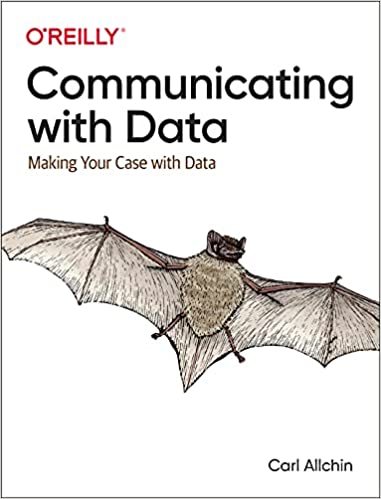 O'REILLY®
Communicating
with Data
Making Your Case with Data
Carl Allchin